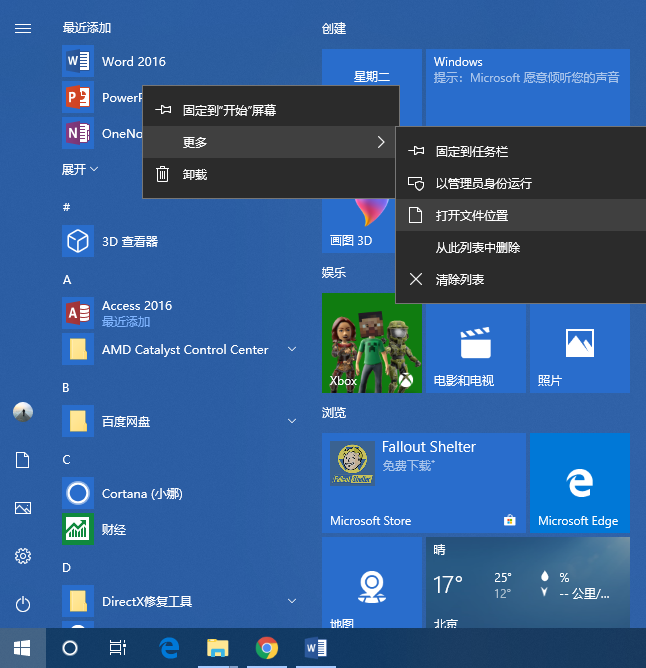 最近添加
Word 2016
PowerP
OneNo
展开
#
3D 查看器
A
Access 2016
最近添加
AMD Catalyst Control Center
B
百度网盘
C
Cortana (小娜)
财经
D
DirectX修复工具
固定到"开始"屏幕
更多
卸载
固定到任务栏
以管理员身份运行
打开文件位置
从此列表中删除
清除列表
创建
星期二
Windows
提示: Microsoft 愿意倾听您的声音
画图 3D
娱乐
Xbox
电影和电视
照片
浏览
Fallout Shelter
免费下载*
Microsoft Store
Microsoft Edge
地图
晴
17°
25°
12°
%
-- 公里/...
北京